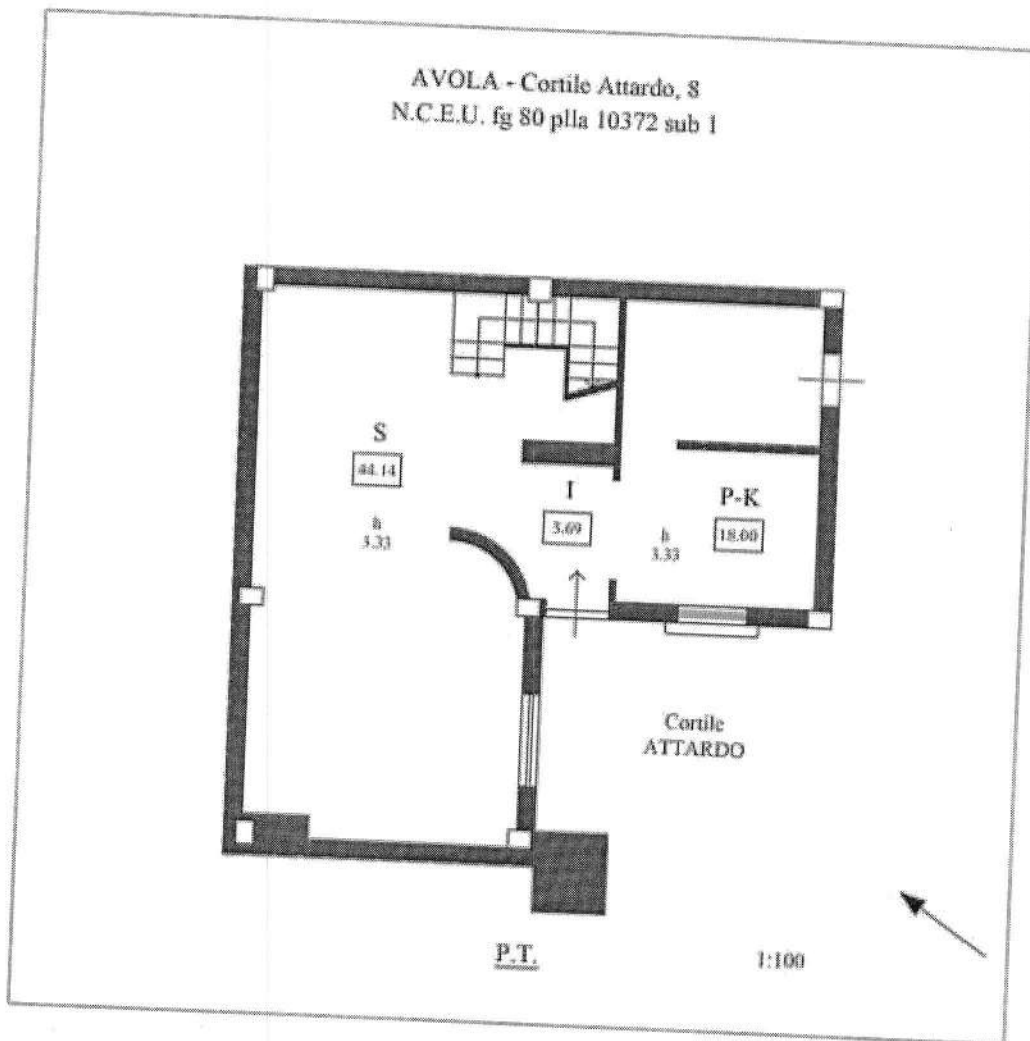 AVOLA - Cortile Attardo, 8
N.C.E.U. fg 80 plla 10372 sub 1
S
44.14
h
3.33
I
3.69
P-K
18.00
h
3.33
Cortile
ATTARDO
P.T.
1:100